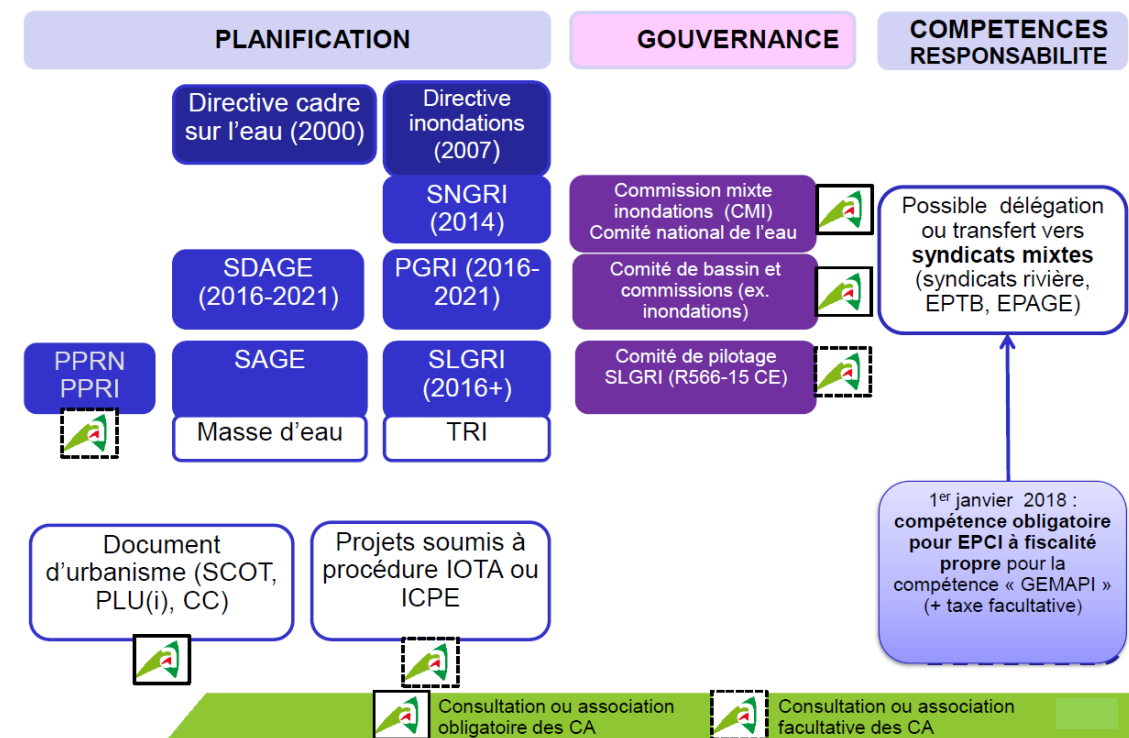 PLANIFICATION
GOUVERNANCE
COMPETENCES
RESPONSABILITE
Directive cadre
sur l'eau (2000)
Directive
inondations
(2007)
SNGRI
(2014)
Commission mixte
inondations (CMI)
Comité national de l'eau
Possible délégation
ou transfert vers
syndicats mixtes
(syndicats rivière,
EPTB, EPAGE)
SDAGE
(2016-2021)
PGRI (2016-
2021)
Comité de bassin et
commissions (ex.
inondations)
PPRN
PPRI
SAGE
SLGRI
(2016+)
Comité de pilotage
SLGRI (R566-15 CE)
Masse d'eau
TRI
Document
d'urbanisme (SCOT,
PLU(i), CC)
Projets soumis à
procédure IOTA ou
ICPE
1er janvier 2018 :
compétence obligatoire
pour EPCI à fiscalité
propre pour la
compétence « GEMAPI »
(+ taxe facultative)
Consultation ou association
obligatoire des CA
Consultation ou association
facultative des CA